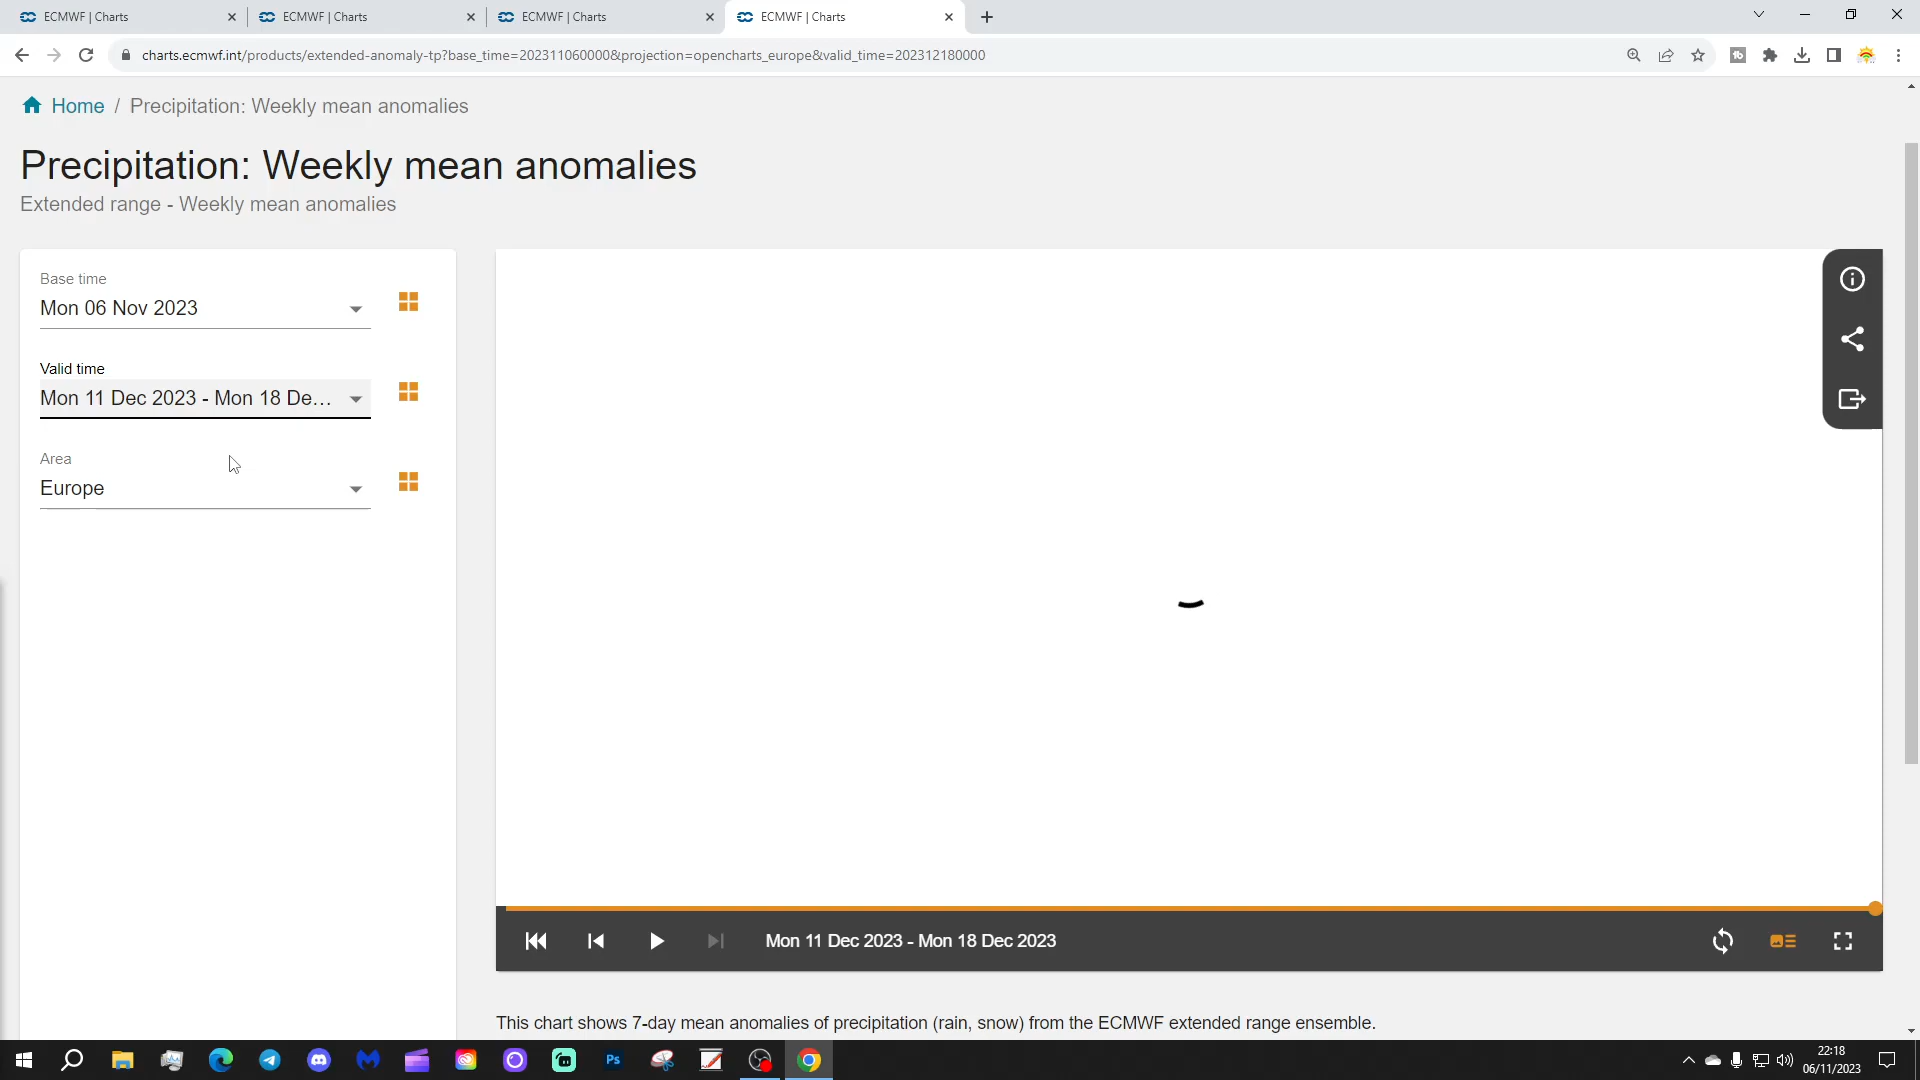 ECMWF | Charts
ECMWF | Charts
ECMWF | Charts
ECMWF | Charts
charts.ecmwf.int/products/extended-anomaly-tp?base_time=202311060000&projection=opencharts_europe&valid_time=202312180000
Home / Precipitation: Weekly mean anomalies
Precipitation: Weekly mean anomalies
Extended range - Weekly mean anomalies
Base time
Mon 06 Nov 2023
Valid time
Mon 11 Dec 2023 - Mon 18 De...
Area
Europe
Mon 11 Dec 2023 - Mon 18 Dec 2023
This chart shows 7-day mean anomalies of precipitation (rain, snow) from the ECMWF extended range ensemble.
Ps
22:18
06/11/2023